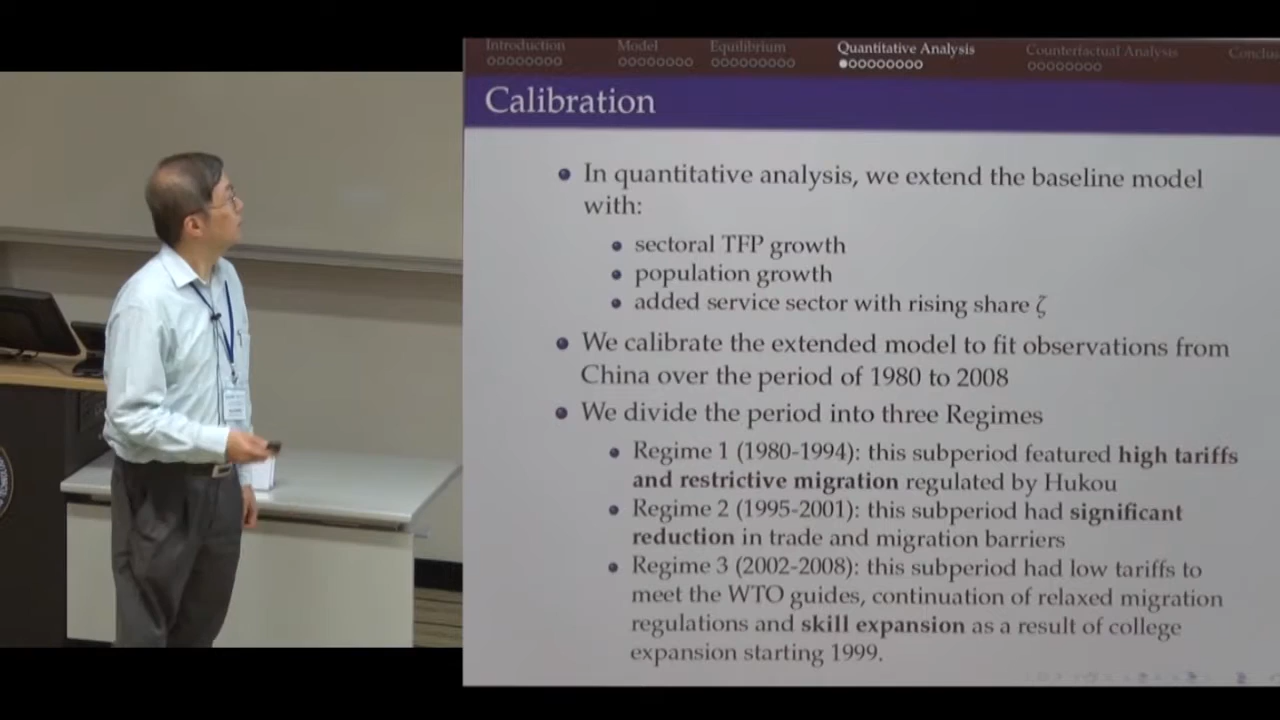 Introduction Model Equilibrium Quantitative Analysis Counterfactual Analysis
Calibration
In quantitative analysis, we extend the baseline model
with:
sectoral TFP growth
population growth
added service sector with rising share ζ
We calibrate the extended model to fit observations from
China over the period of 1980 to 2008
We divide the period into three Regimes
Regime 1 (1980-1994): this subperiod featured high tariffs
and restrictive migration regulated by Hukou
Regime 2 (1995-2001): this subperiod had significant
reduction in trade and migration barriers
Regime 3 (2002-2008): this subperiod had low tariffs to
meet the WTO guides, continuation of relaxed migration
regulations and skill expansion as a result of college
expansion starting 1999.